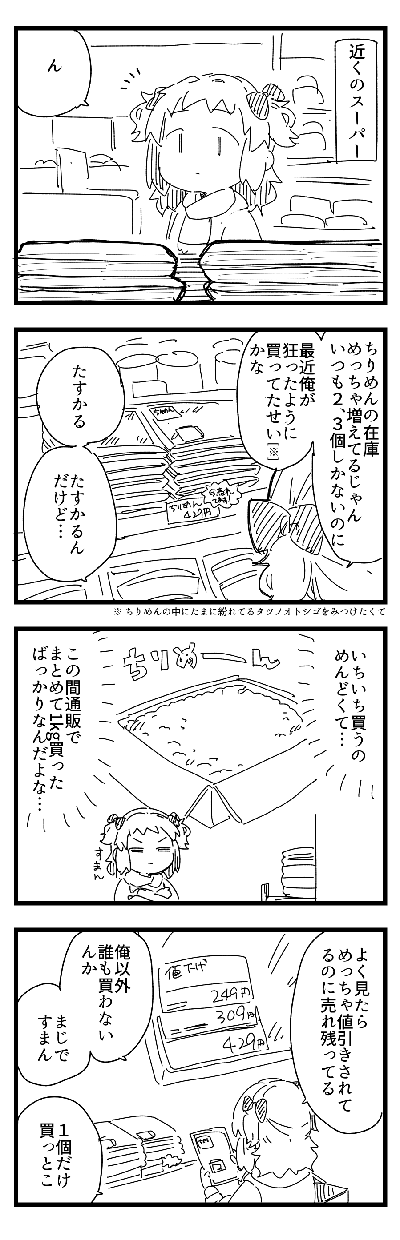 近くのスーパー
ん
ちりめんの在庫
めっちゃ増えてるじゃん
いつも2、3個しかないのに
最近俺が
狂ったように
買ってたせい※
かな
たすかる
たすかるん
だけど…
ちりめん
429円
※ ちりめんの中にたまに紛れてるタツノオトシゴをみつけたくて
いちいち買うの
めんどくて…
ちりめーん
この間通販で
まとめて1kg買った
ばっかりなんだよな…
すまん
よく見たら
めっちゃ値引きされて
るのに売れ残ってる
値下げ
249円
309円
429円
俺以外
誰も買わない
んか
まじで
すまん
1個だけ
買っとこ